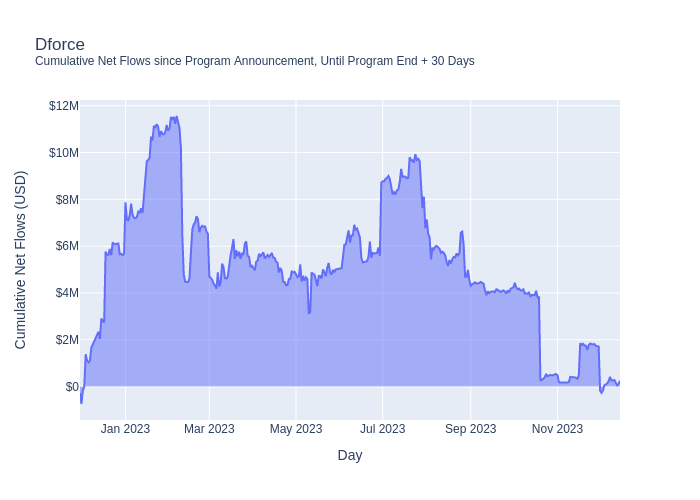 Dforce
Cumulative Net Flows since Program Announcement, Until Program End + 30 Days
Cumulative Net Flows (USD)
$12M
$10M
$8M
$6M
$4M
$2M
$0
Jan 2023
Mar 2023
May 2023
Jul 2023
Sep 2023
Nov 2023
Day